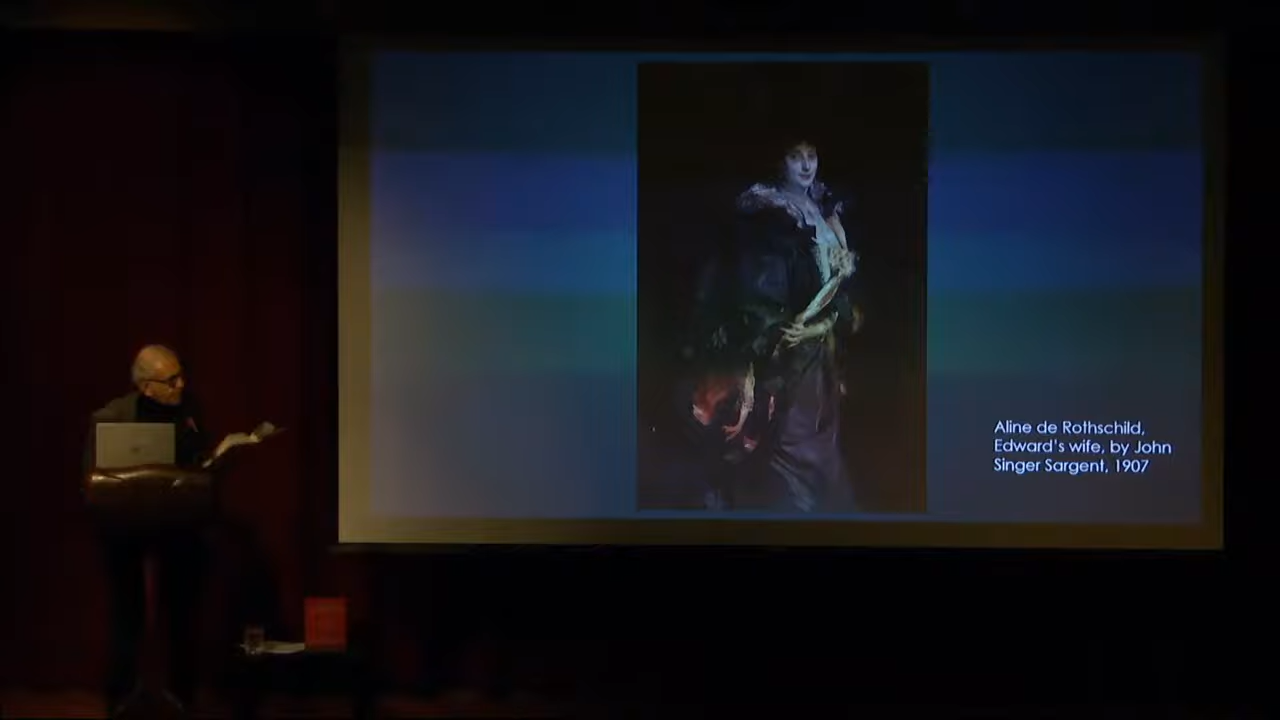 Aline de Rothschild,
Edward's wife, by John
Singer Sargent, 1907